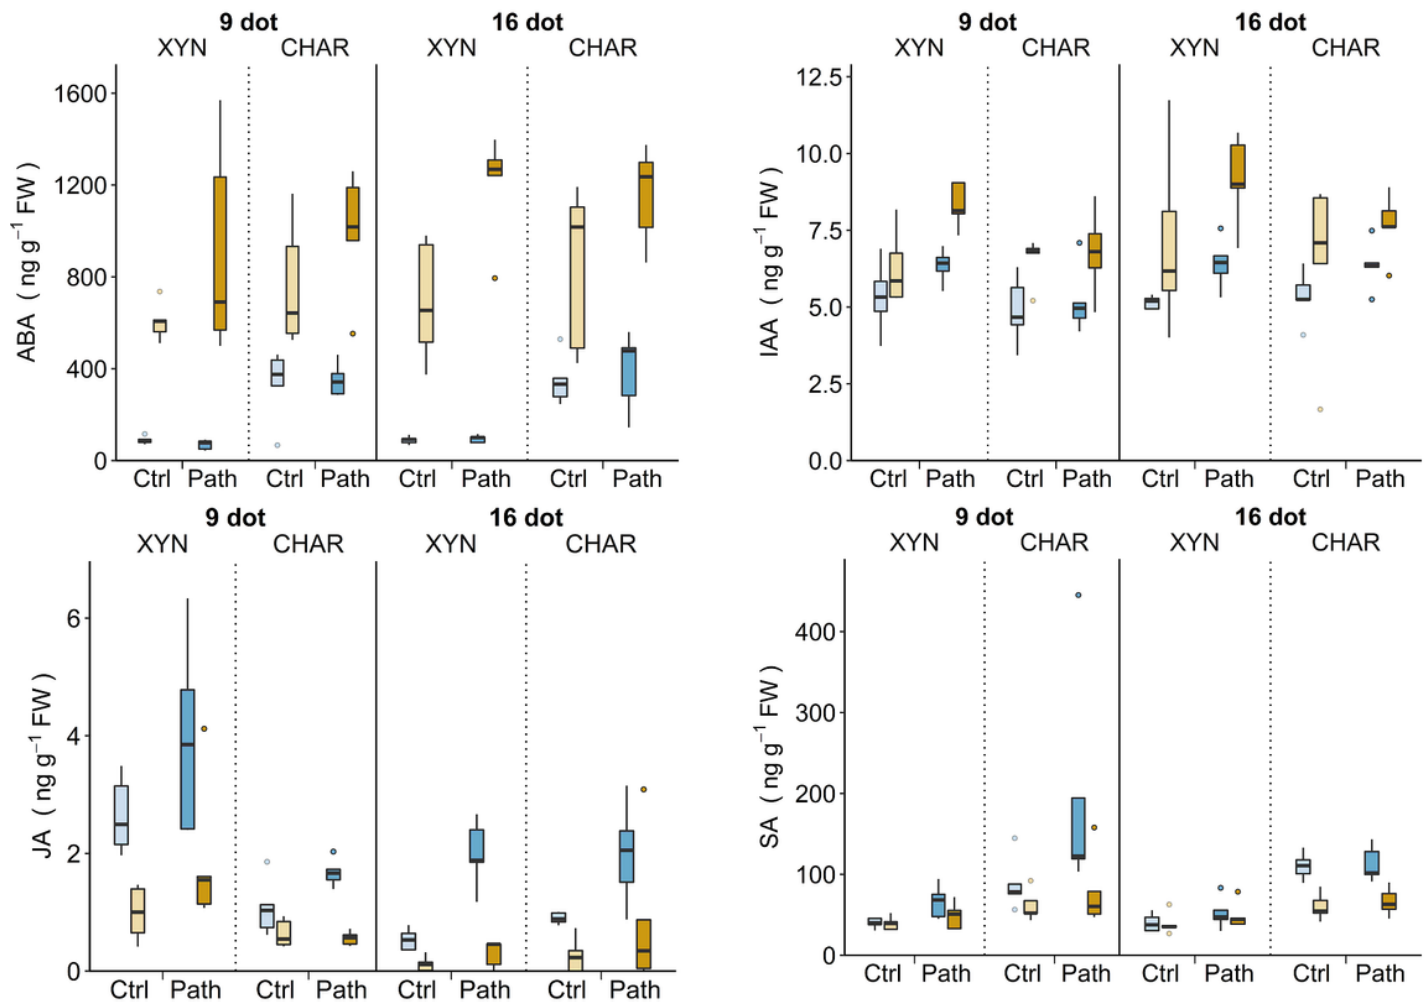 9 dot 16 dot
XYN CHAR XYN CHAR
1600
1200
800
400
0
ABA ( ng g⁻¹ FW )
Ctrl Path Ctrl Path Ctrl Path Ctrl Path
9 dot 16 dot
XYN CHAR XYN CHAR
12.5
10.0
7.5
5.0
2.5
0.0
IAA ( ng g⁻¹ FW )
Ctrl Path Ctrl Path Ctrl Path Ctrl Path
9 dot 16 dot
XYN CHAR XYN CHAR
6
4
2
0
JA ( ng g⁻¹ FW )
Ctrl Path Ctrl Path Ctrl Path Ctrl Path
9 dot 16 dot
XYN CHAR XYN CHAR
400
300
200
100
0
SA ( ng g⁻¹ FW )
Ctrl Path Ctrl Path Ctrl Path Ctrl Path